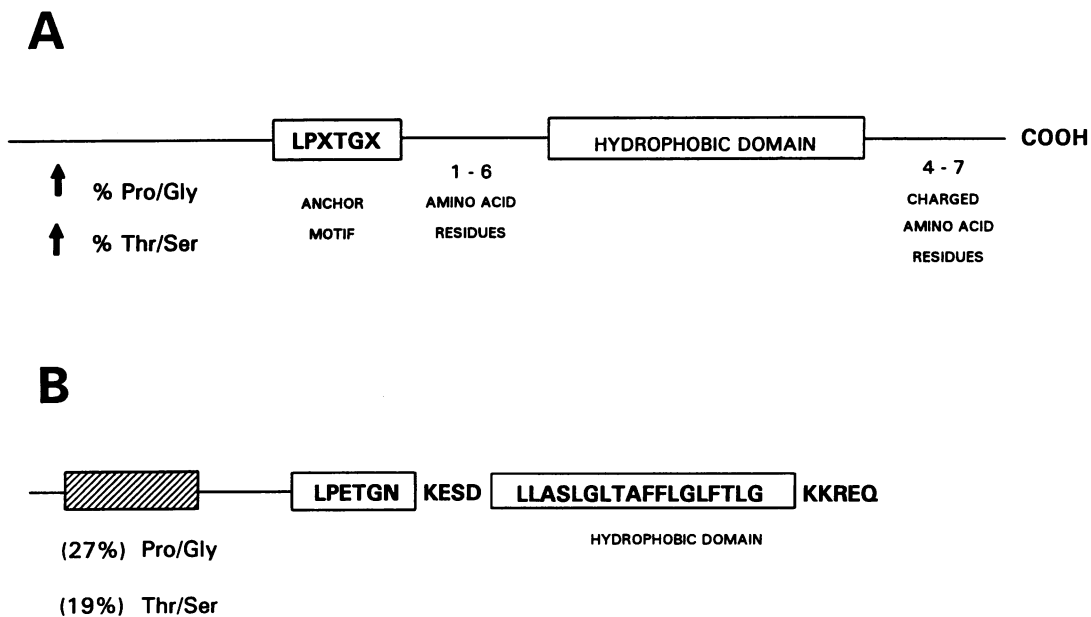 A
LPXTGX
HYDROPHOBIC DOMAIN
COOH
% Pro/Gly
% Thr/Ser
ANCHOR
MOTIF
1 - 6
AMINO ACID
RESIDUES
4 - 7
CHARGED
AMINO ACID
RESIDUES
B
LPETGN KESD LLASLGLTAFFLGLFTLG KKREQ
HYDROPHOBIC DOMAIN
(27%) Pro/Gly
(19%) Thr/Ser